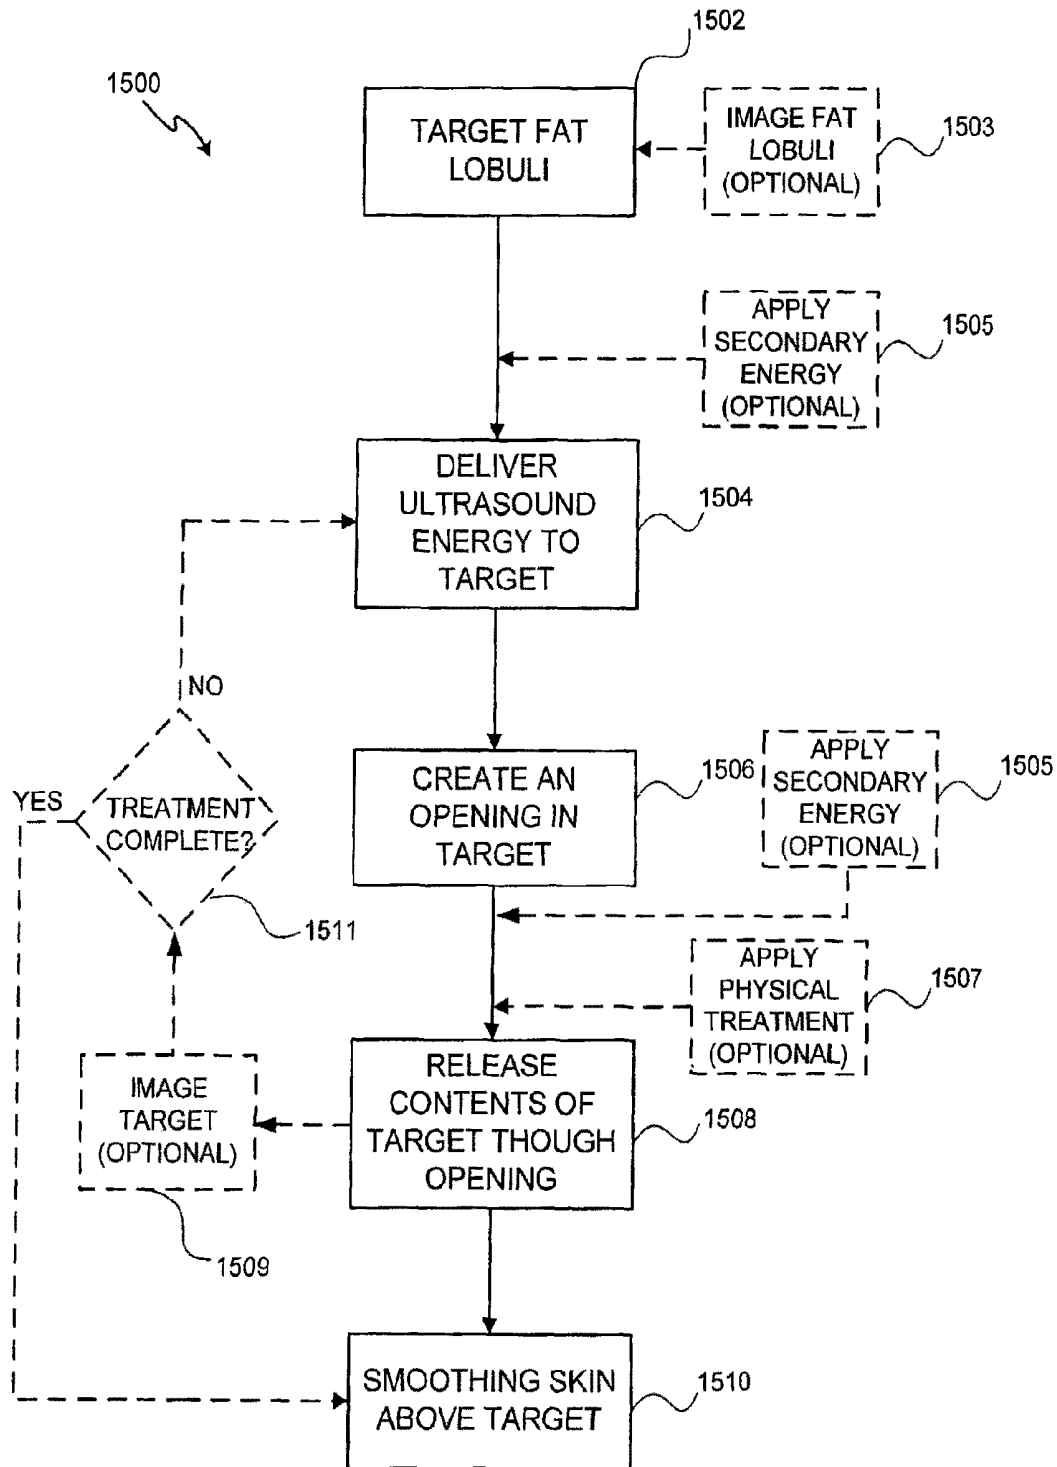 1502
1500
TARGET FAT
LOBULI
IMAGE FAT
LOBULI
(OPTIONAL)
1503
APPLY
SECONDARY
ENERGY
(OPTIONAL)
1505
DELIVER
ULTRASOUND
ENERGY TO
TARGET
1504
NO
YES
TREATMENT
COMPLETE?
1511
CREATE AN
OPENING IN
TARGET
1506
APPLY
SECONDARY
ENERGY
(OPTIONAL)
1505
APPLY
PHYSICAL
TREATMENT
(OPTIONAL)
1507
RELEASE
CONTENTS OF
TARGET THOUGH
OPENING
1508
IMAGE
TARGET
(OPTIONAL)
1509
SMOOTHING SKIN
ABOVE TARGET
1510